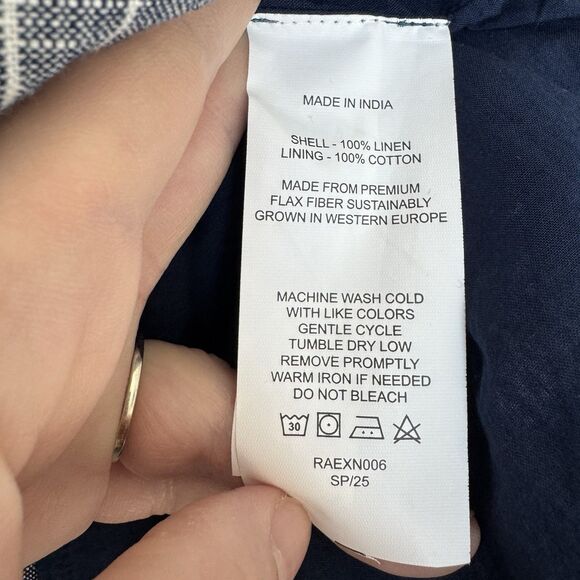 MADE IN INDIA
SHELL - 100% LINEN
LINING - 100% COTTON
MADE FROM PREMIUM
FLAX FIBER SUSTAINABLY
GROWN IN WESTERN EUROPE
MACHINE WASH COLD
WITH LIKE COLORS
GENTLE CYCLE
TUMBLE DRY LOW
REMOVE PROMPTLY
WARM IRON IF NEEDED
DO NOT BLEACH
30
RAEXN006
SP/25